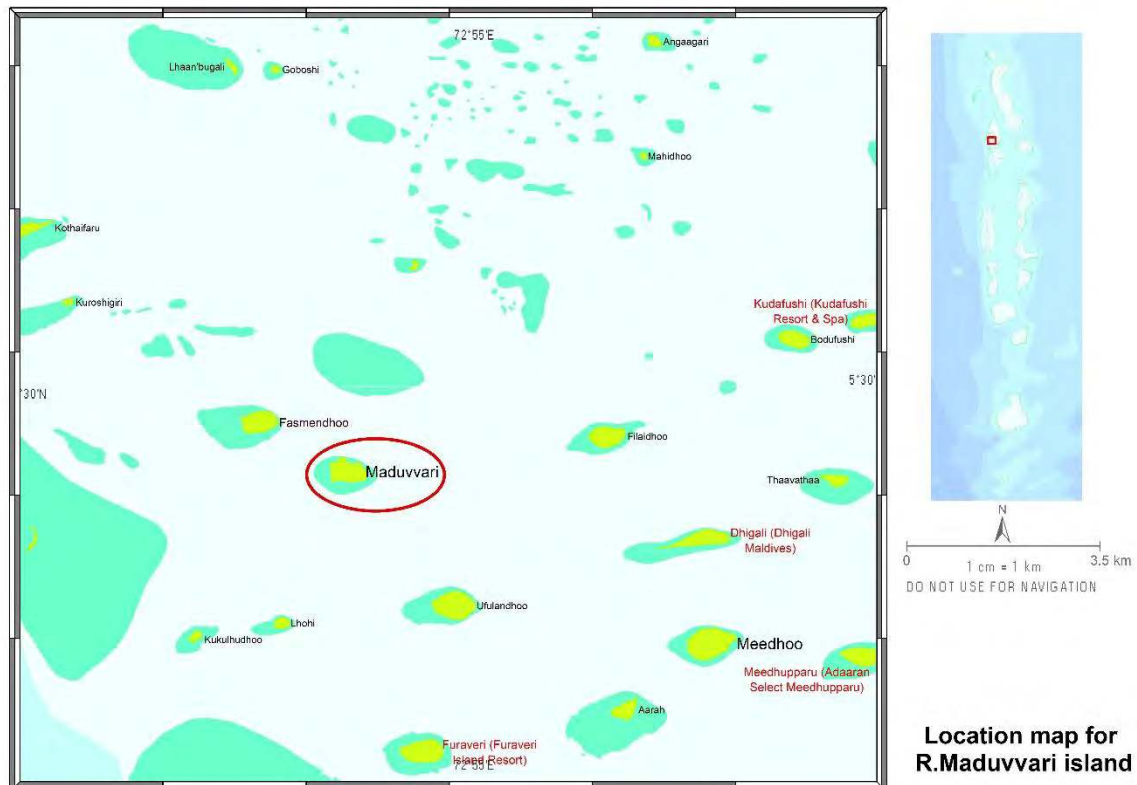 72°55'E
Angaagari
Lhaan'bugali
Goboshi
Mahidhoo
Kothaifaru
Kuroshigiri
Kudafushi (Kudafushi
Resort & Spa)
Bodufushi
°30'N
5°30'
Fasmendhoo
Filaidhoo
Maduvvari
Thaavathaa
Dhigali (Dhigali
Maldives)
Ufulandhoo
Lhohi
Kukulhudhoo
Meedhoo
Meedhupparu (Adaaran
Select Meedhupparu)
Aarah
Furaveri (Furaveri
Island Resort)
72°55'E
N
0
3.5 km
1 cm = 1 km
DO NOT USE FOR NAVIGATION
Location map for
R.Maduvvari island